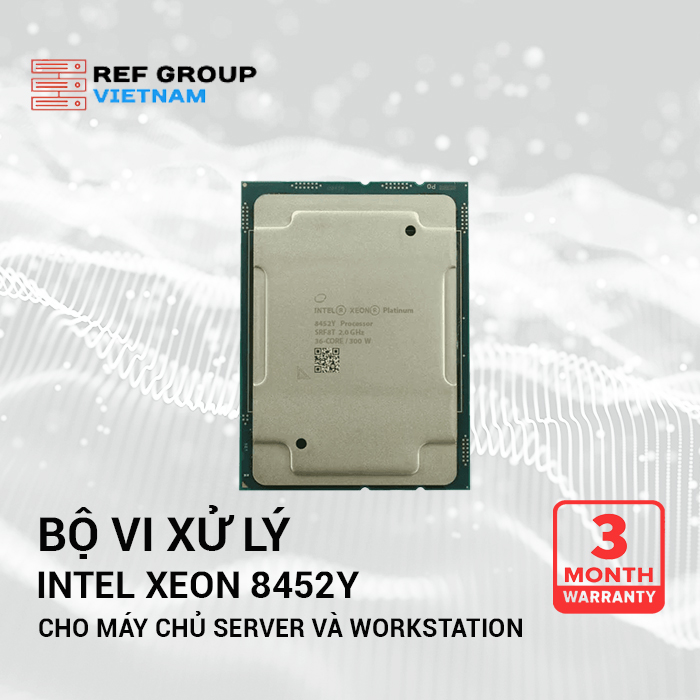 REF GROUP
VIETNAM
INTEL® XEON® Platinum
8452Y Processor
2.0GHz
36-CORE / 300 W
BỘ VI XỬ LÝ
INTEL XEON 8452Y
CHO MÁY CHỦ SERVER VÀ WORKSTATION
3
MONTH
WARRANTY